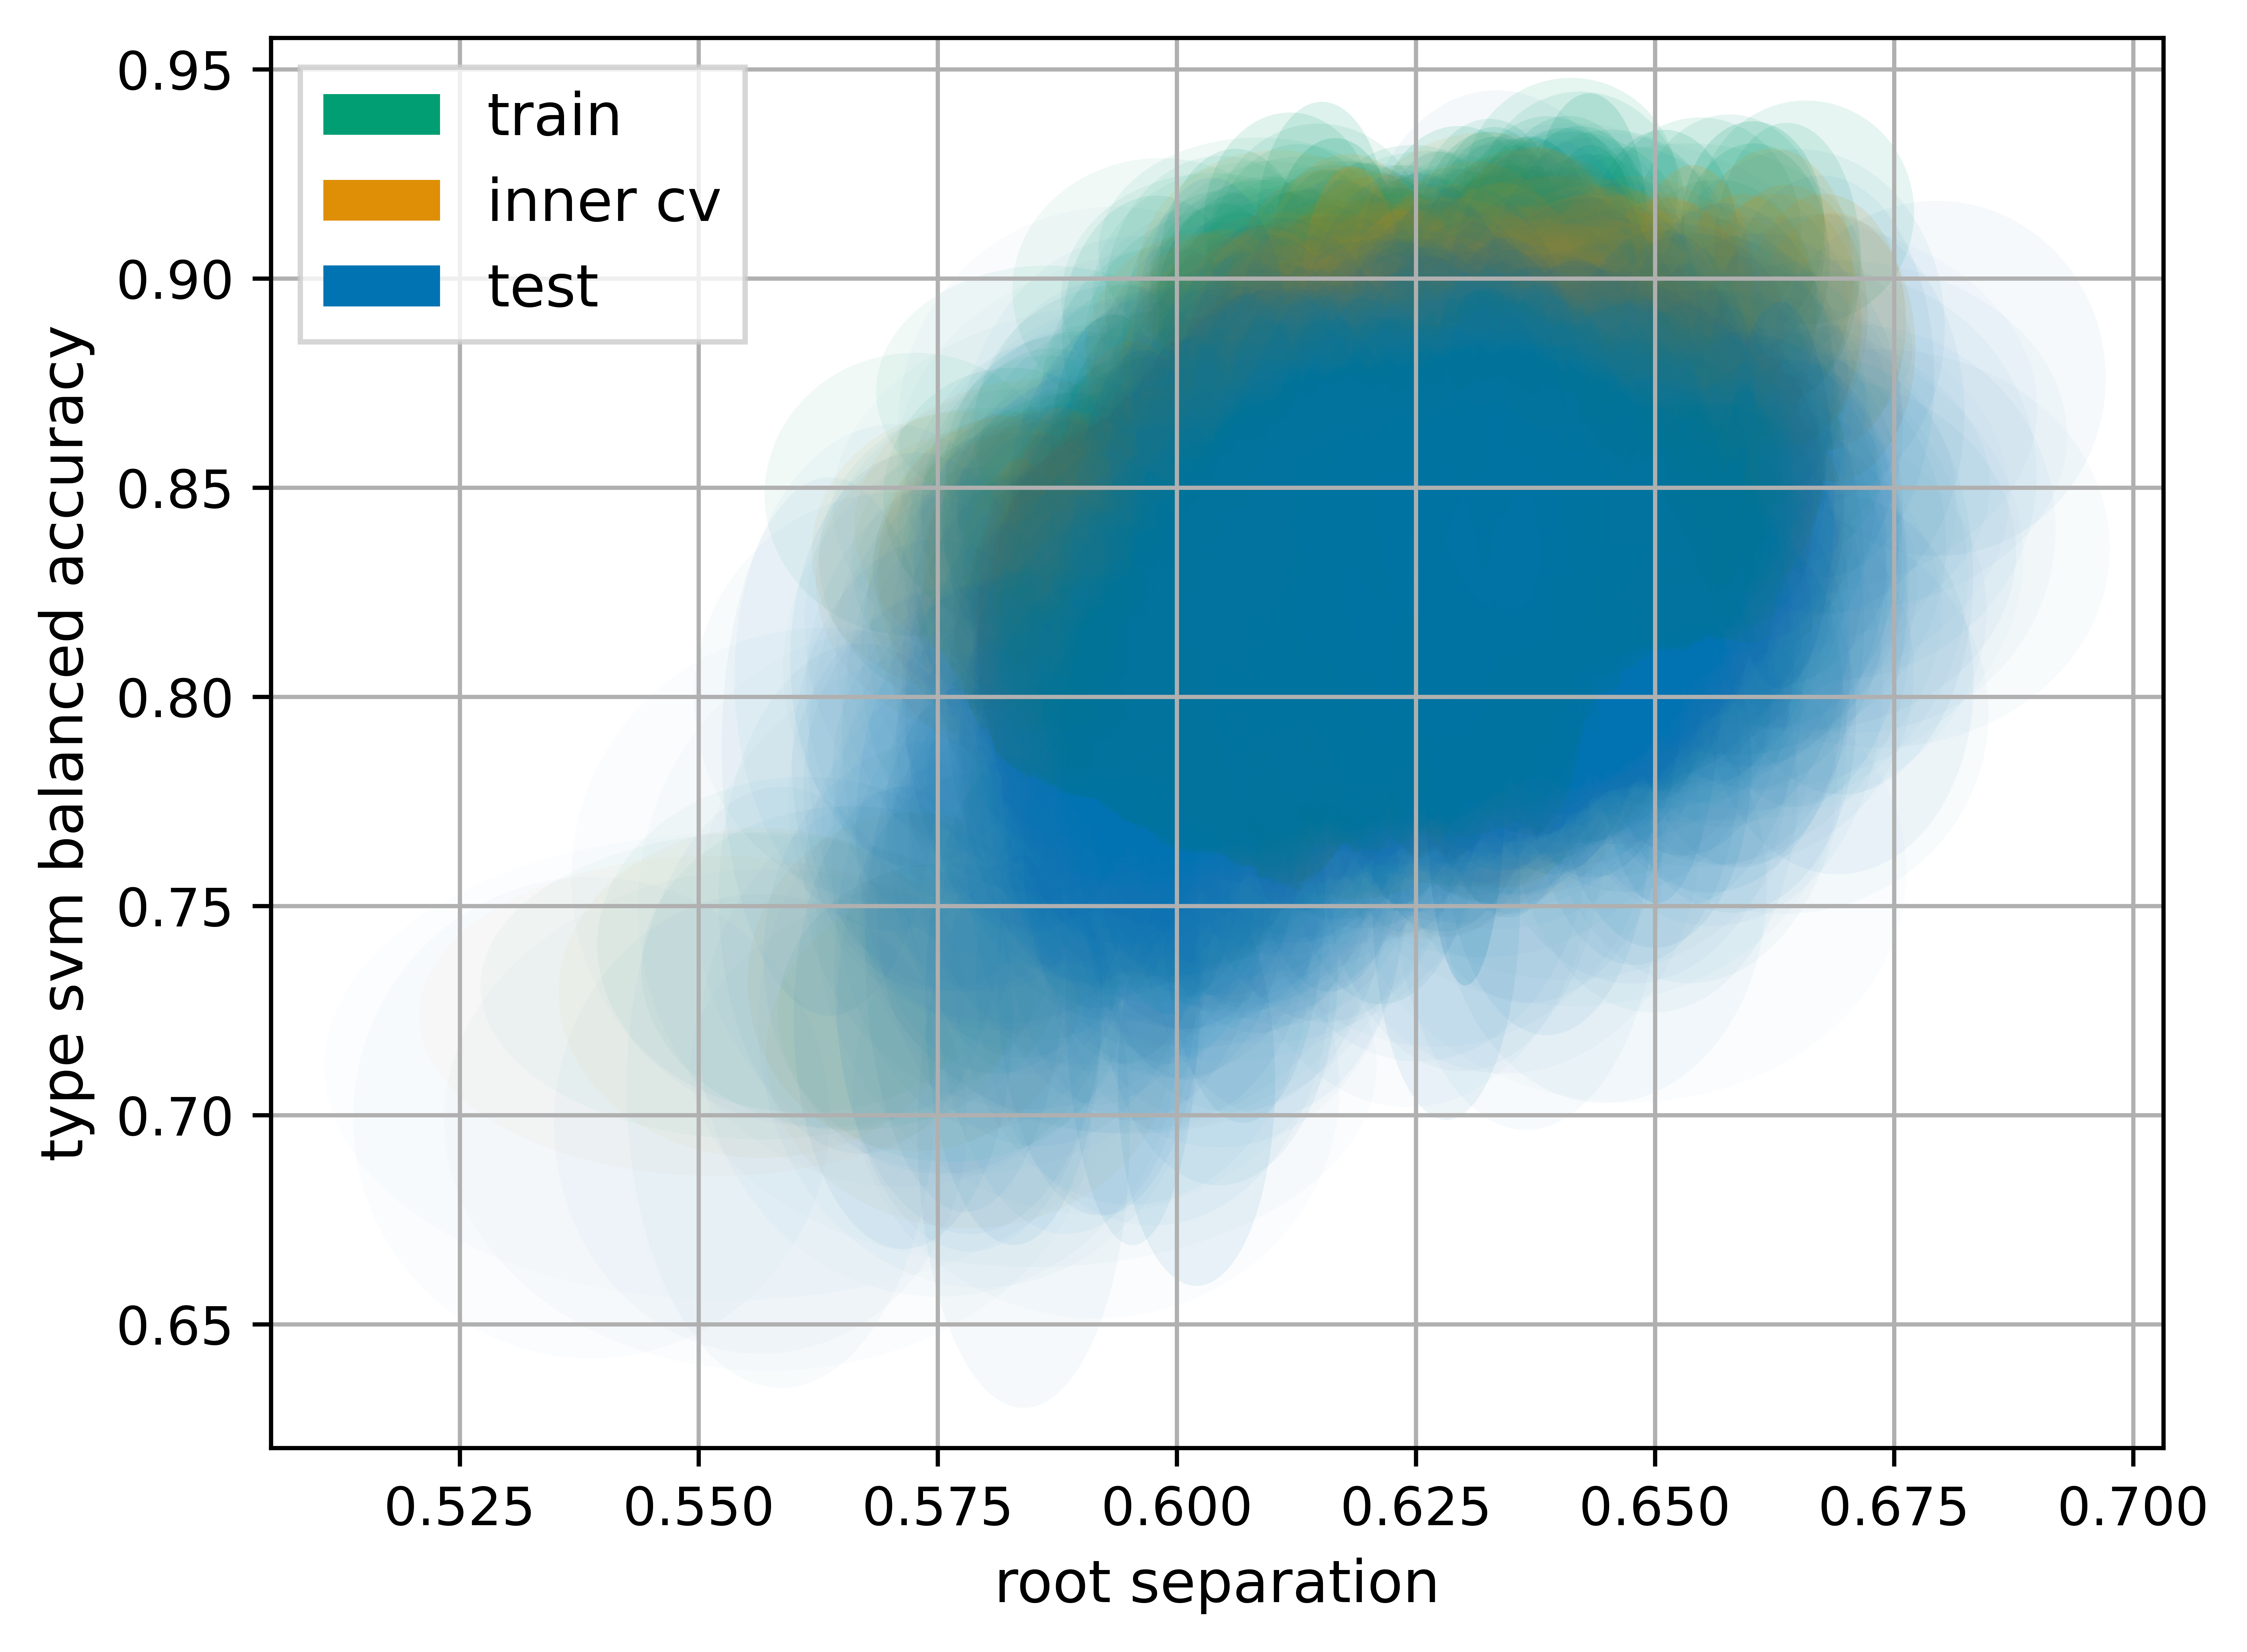 0.95
0.90
0.85
0.80
0.75
0.70
0.65
type svm balanced accuracy
train
inner cv
test
0.525 0.550 0.575 0.600 0.625 0.650 0.675 0.700
root separation